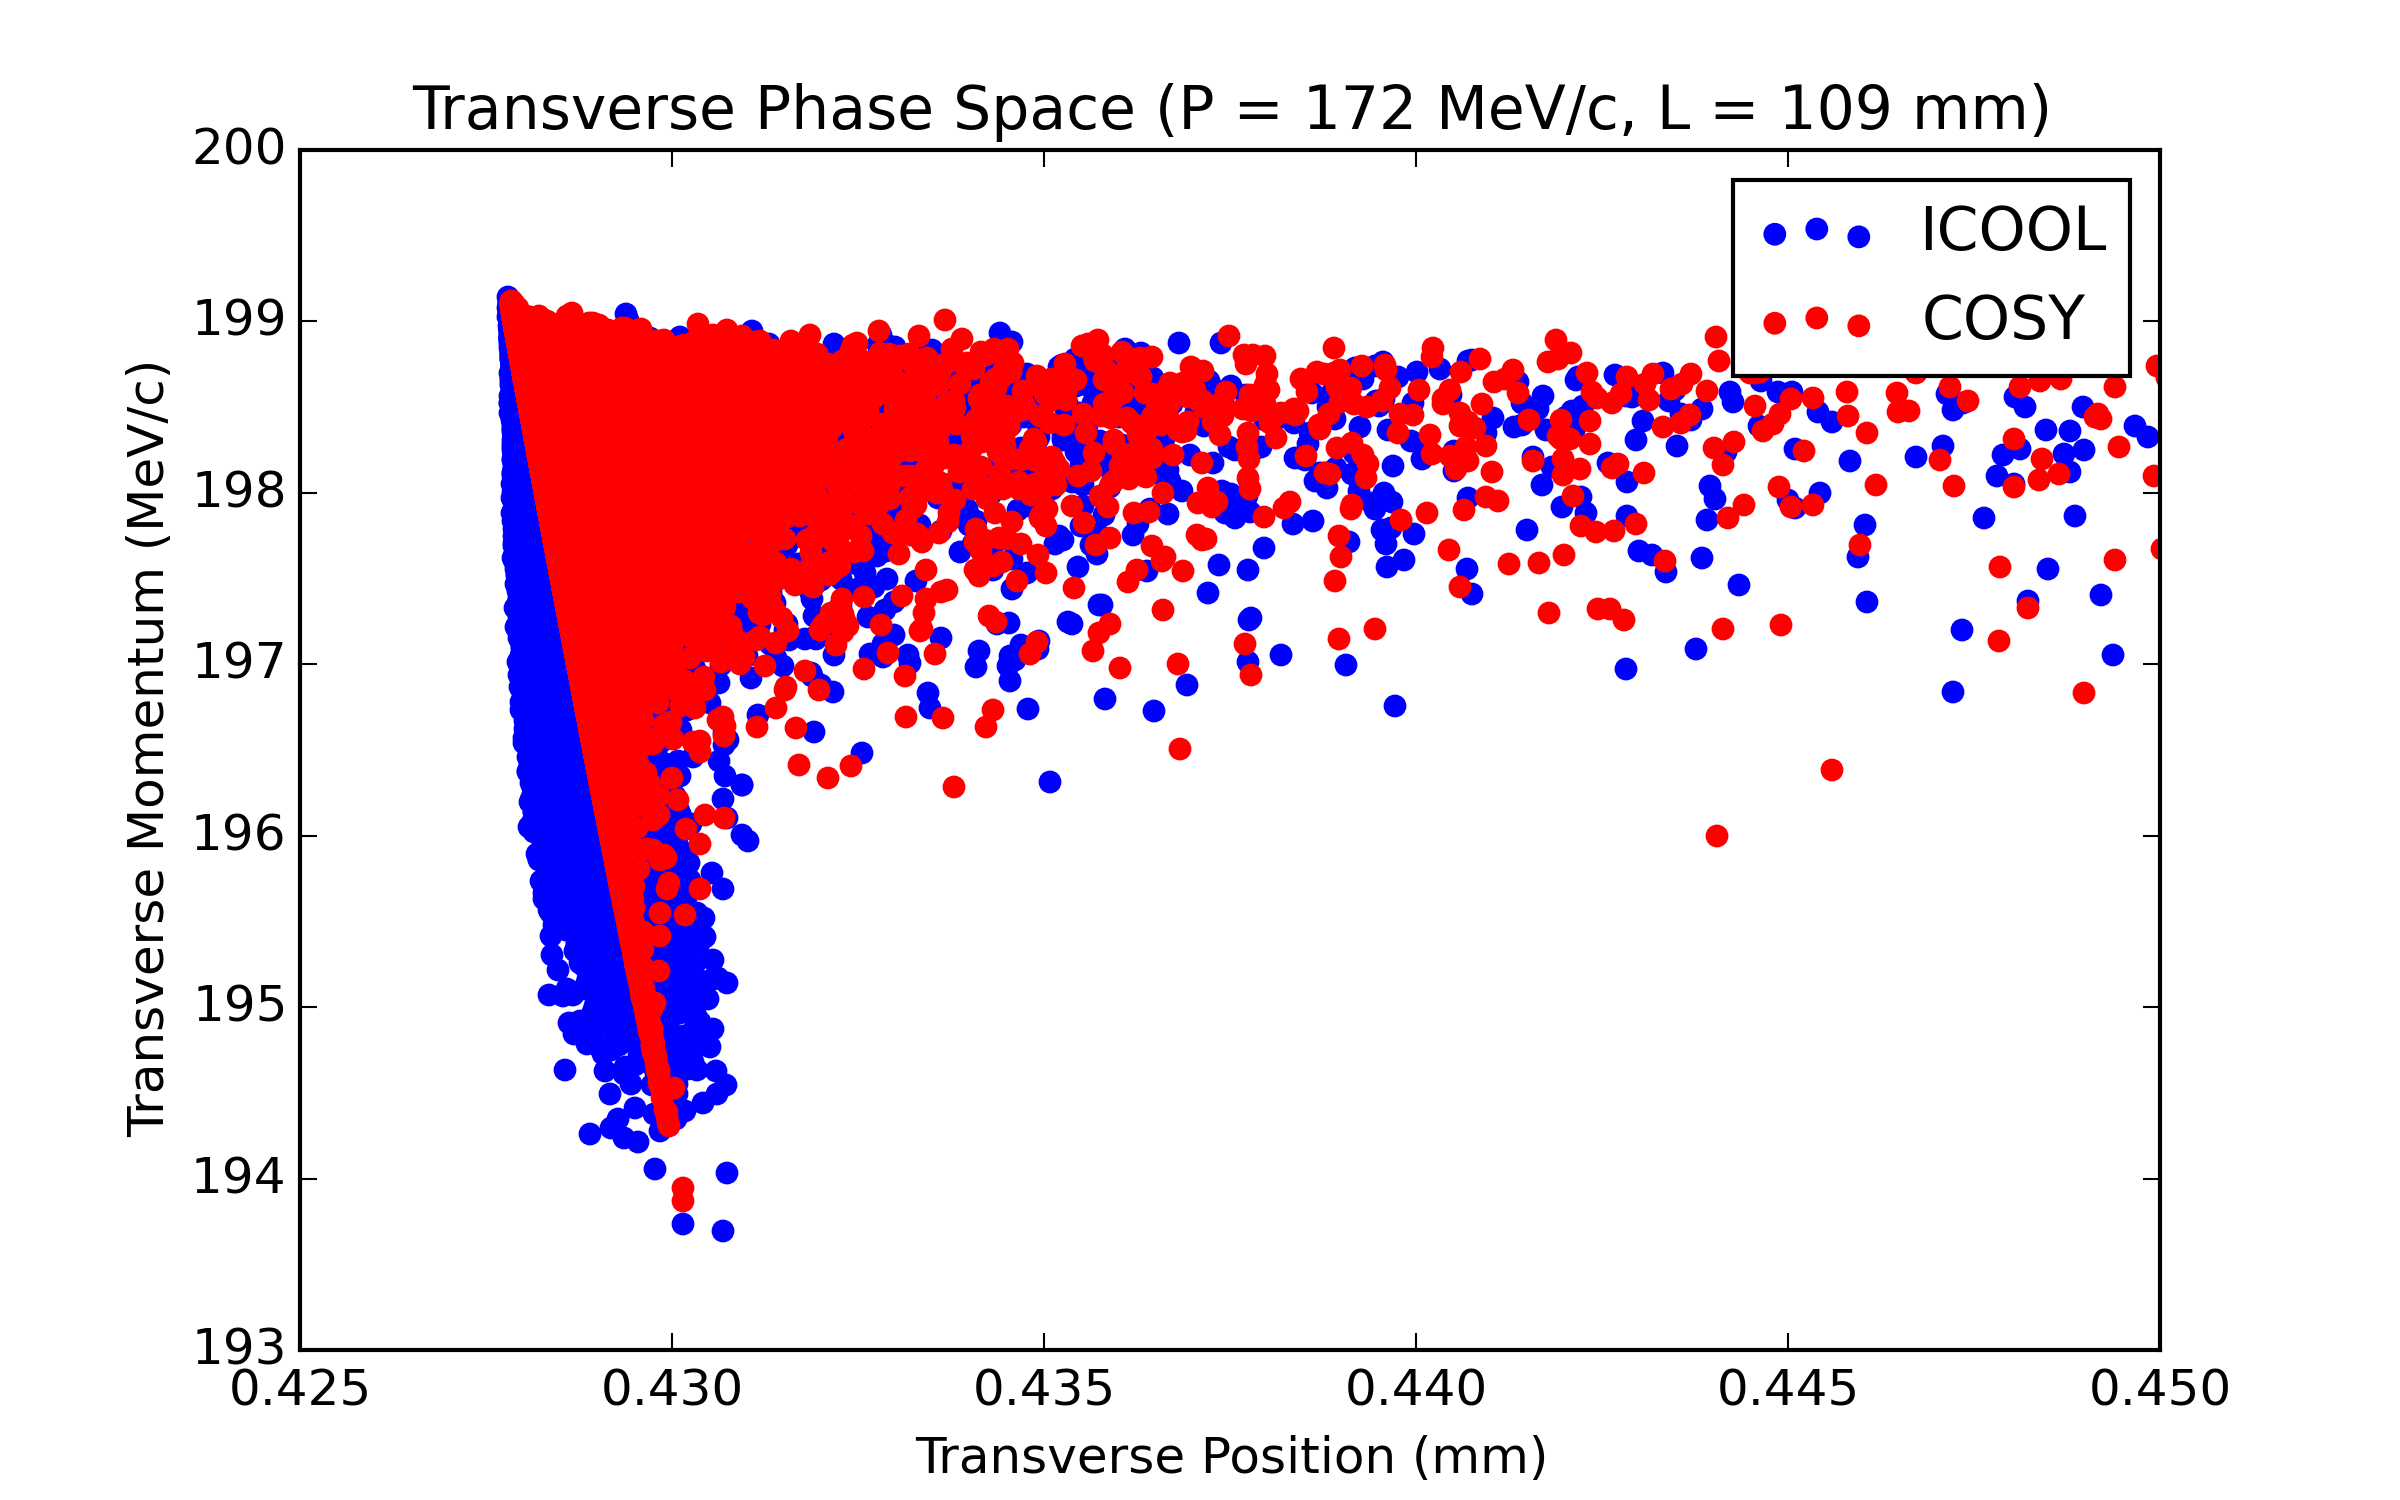 Transverse Phase Space (P = 172 MeV/c, L = 109 mm)
ICOOL
COSY
Transverse Momentum (MeV/c)
200
199
198
197
196
195
194
193
0.425 0.430 0.435 0.440 0.445 0.450
Transverse Position (mm)